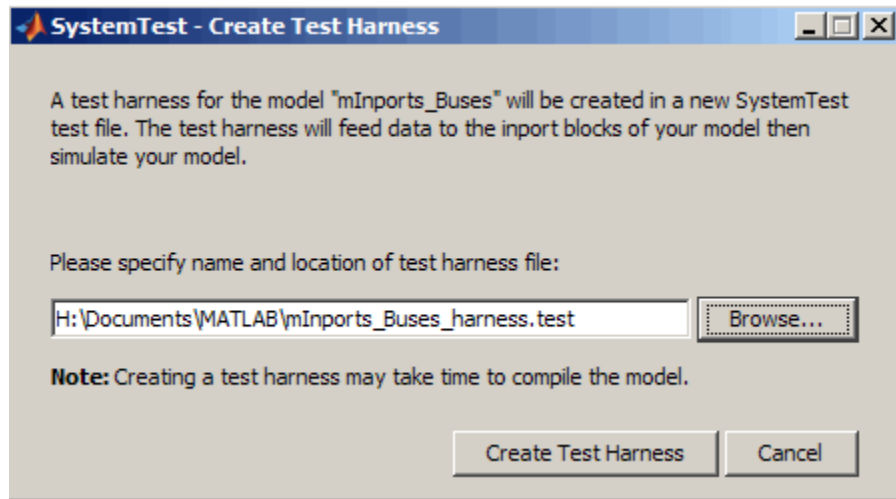 SystemTest - Create Test Harness
A test harness for the model "mInports_Buses" will be created in a new SystemTest
test file. The test harness will feed data to the inport blocks of your model then
simulate your model.
Please specify name and location of test harness file:
H:\Documents\MATLAB\mInports_Buses_harness.test
Browse...
Note: Creating a test harness may take time to compile the model.
Create Test Harness
Cancel